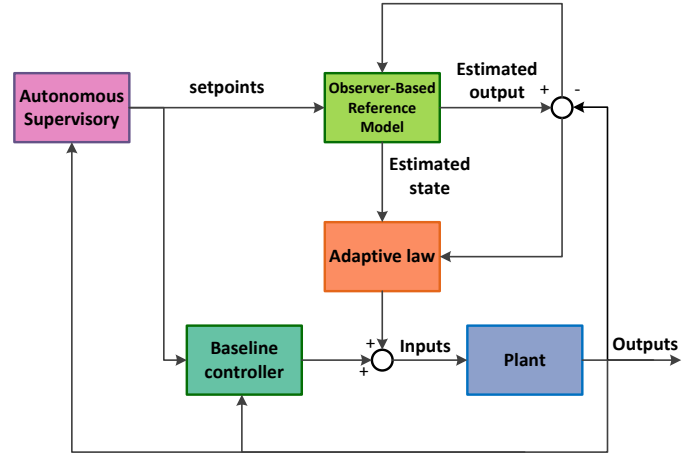 Autonomous
Supervisory
setpoints
Observer-Based
Reference
Model
Estimated
output
+
-
Estimated
state
Adaptive law
Baseline
controller
+
+
Inputs
Plant
Outputs